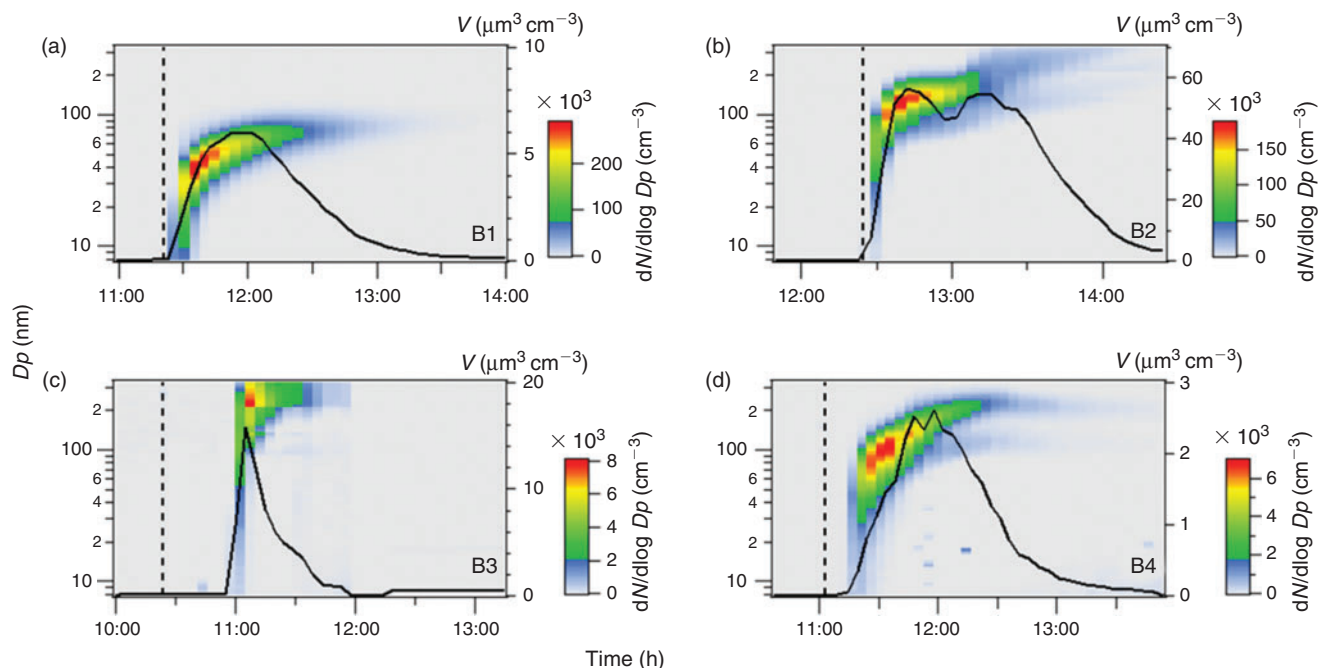 (a)
V (μm³ cm⁻³)
10
5
0
2
100
6
4
2
10
B1
11:00 12:00 13:00 14:00
× 10³
200
100
0
dN/dlog Dp (cm⁻³)
(b)
V (μm³ cm⁻³)
60
40
20
0
2
100
6
4
2
10
B2
12:00 13:00 14:00
× 10³
150
100
50
0
dN/dlog Dp (cm⁻³)
Dp (nm)
(c)
V (μm³ cm⁻³)
20
10
0
2
100
6
4
2
10
B3
10:00 11:00 12:00 13:00
× 10³
8
6
4
2
0
dN/dlog Dp (cm⁻³)
(d)
V (μm³ cm⁻³)
3
2
1
0
2
100
6
4
2
10
B4
11:00 12:00 13:00
× 10³
6
4
2
0
dN/dlog Dp (cm⁻³)
Time (h)